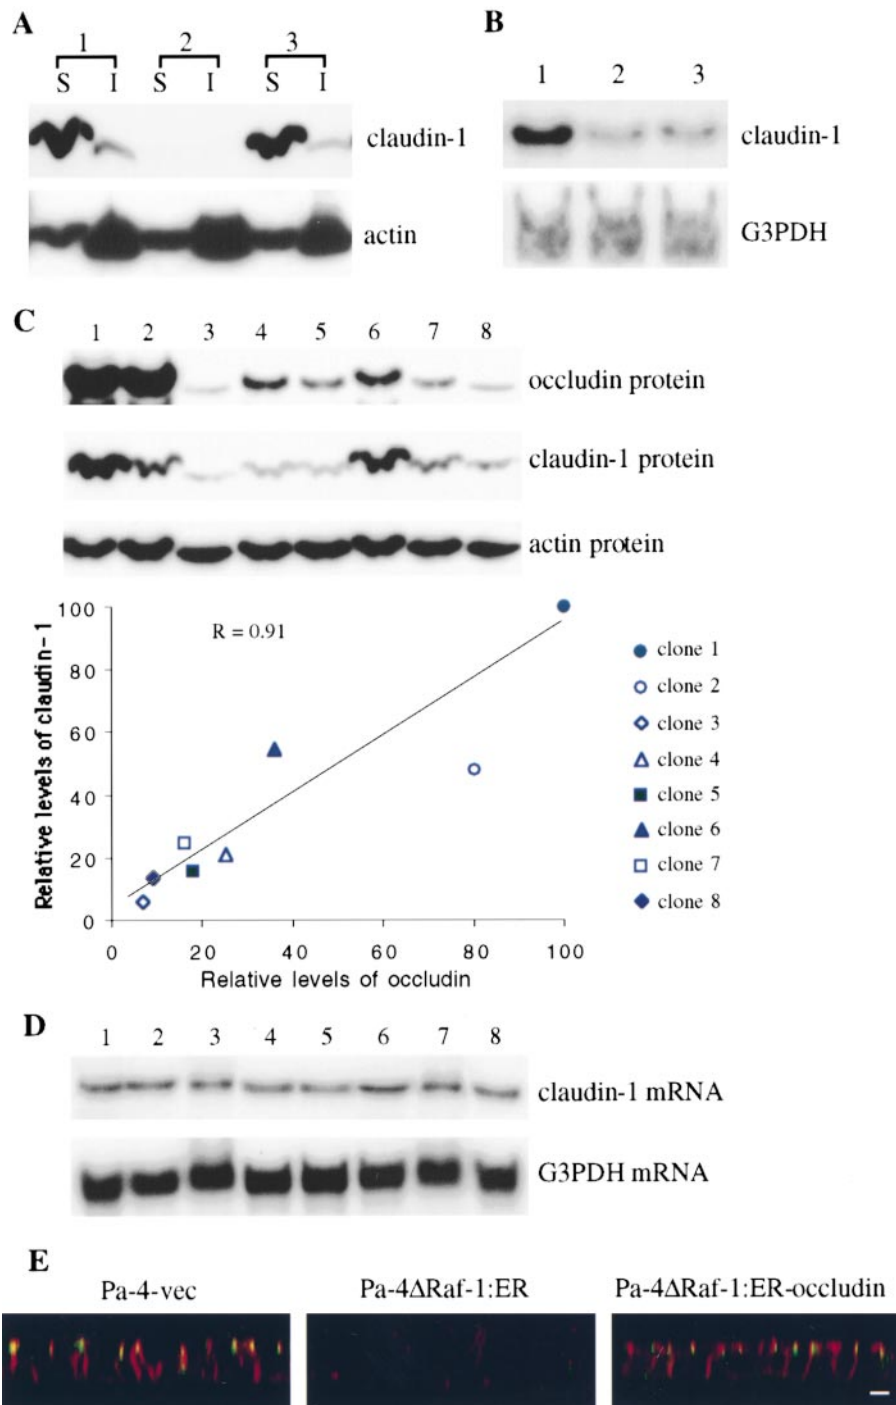 A
1 2 3
S I S I S I
claudin-1
actin
B
1 2 3
claudin-1
G3PDH
C
1 2 3 4 5 6 7 8
occludin protein
claudin-1 protein
actin protein
Relative levels of claudin-1
100
80
60
40
20
0
R = 0.91
0 20 40 60 80 100
Relative levels of occludin
clone 1
clone 2
clone 3
clone 4
clone 5
clone 6
clone 7
clone 8
D
1 2 3 4 5 6 7 8
claudin-1 mRNA
G3PDH mRNA
E
Pa-4-vec Pa-4ΔRaf-1:ER Pa-4ΔRaf-1:ER-occludin